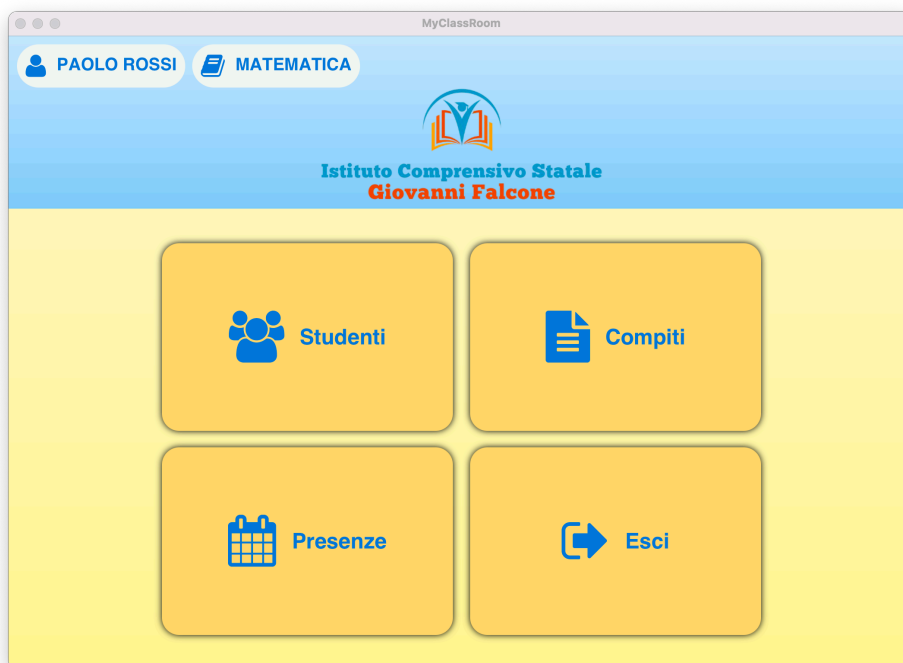 MyClassRoom
PAOLO ROSSI
MATEMATICA
Istituto Comprensivo Statale
Giovanni Falcone
Studenti
Compiti
Presenze
Esci